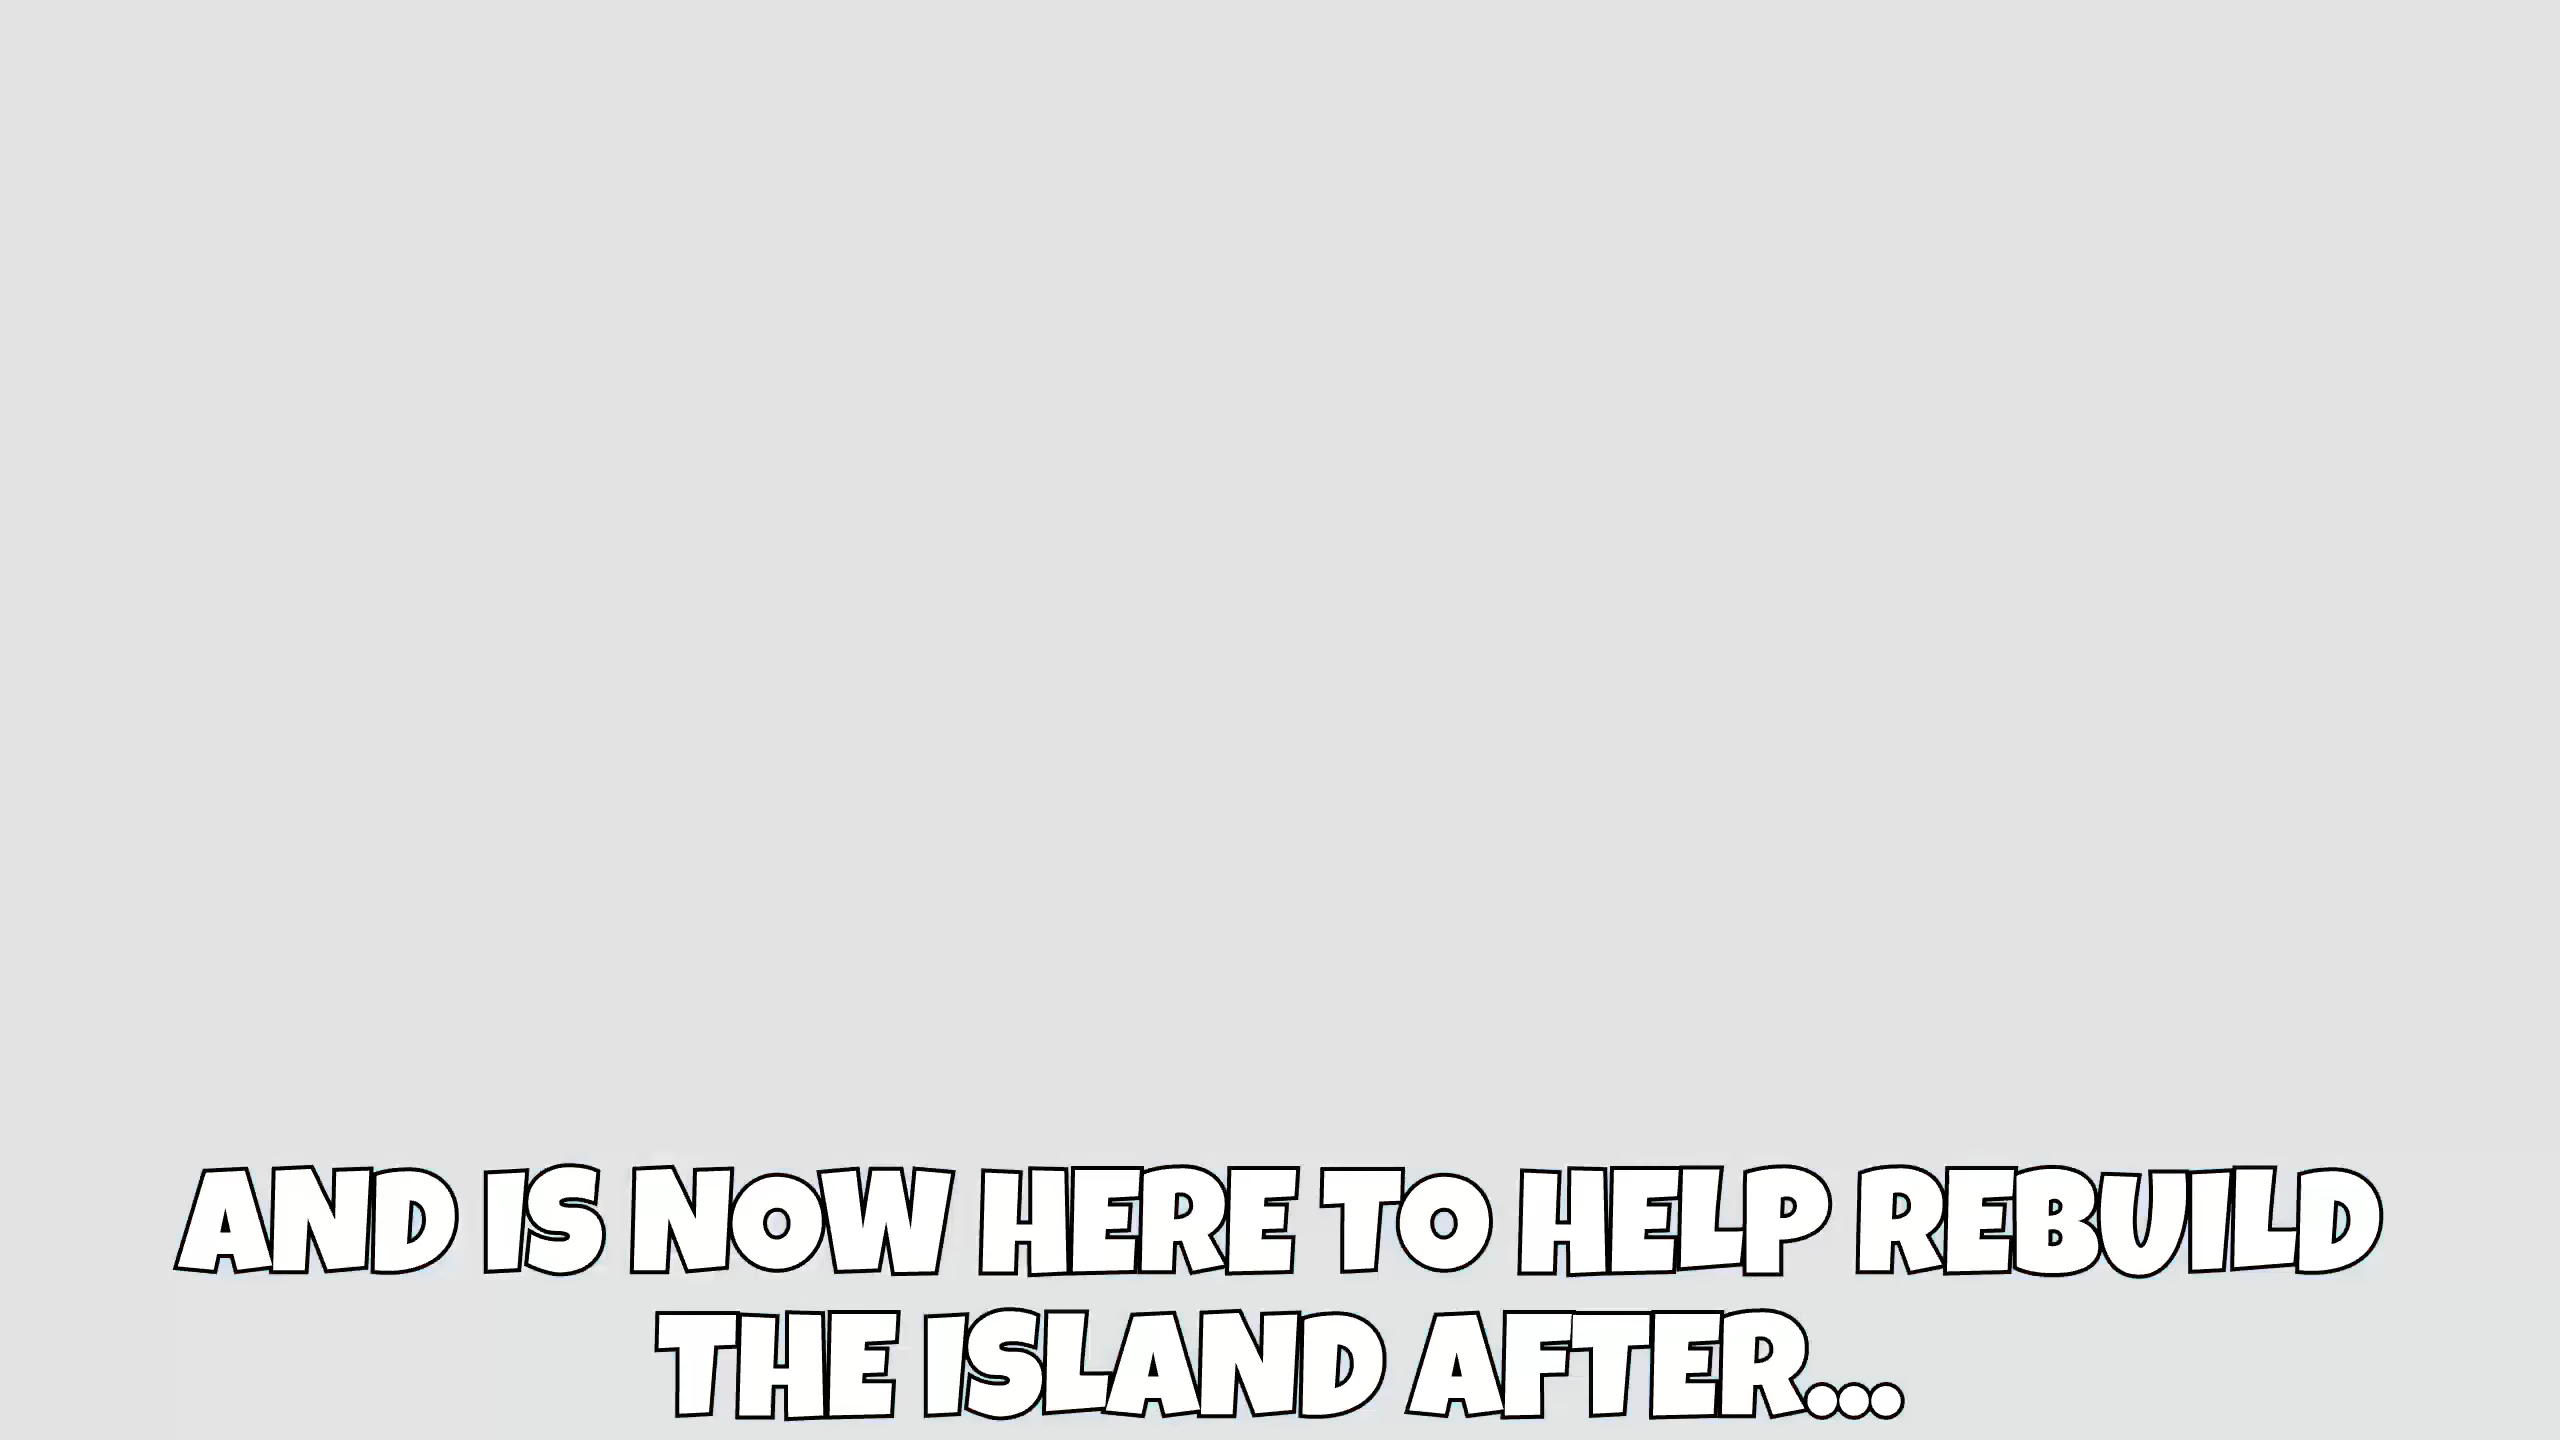 AND IS NOW HERE TO HELP REBUILD
THE ISLAND AFTER...